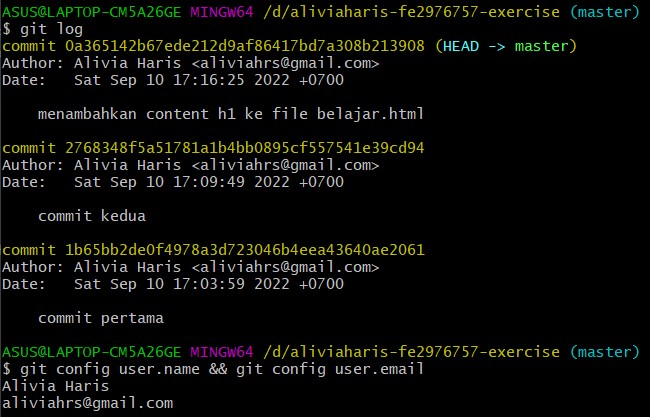 ASUS@LAPTOP-CM5A26GE MINGW64 /d/aliviaharis-fe2976757-exercise (master)
$ git log
commit 0a365142b67ede212d9af86417bd7a308b213908 (HEAD -> master)
Author: Alivia Haris <aliviahrs@gmail.com>
Date:   Sat Sep 10 17:16:25 2022 +0700

    menambahkan content h1 ke file belajar.html

commit 2768348f5a51781a1b4bb0895cf557541e39cd94
Author: Alivia Haris <aliviahrs@gmail.com>
Date:   Sat Sep 10 17:09:49 2022 +0700

    commit kedua

commit 1b65bb2de0f4978a3d723046b4eea43640ae2061
Author: Alivia Haris <aliviahrs@gmail.com>
Date:   Sat Sep 10 17:03:59 2022 +0700

    commit pertama

ASUS@LAPTOP-CM5A26GE MINGW64 /d/aliviaharis-fe2976757-exercise (master)
$ git config user.name && git config user.email
Alivia Haris
aliviahrs@gmail.com